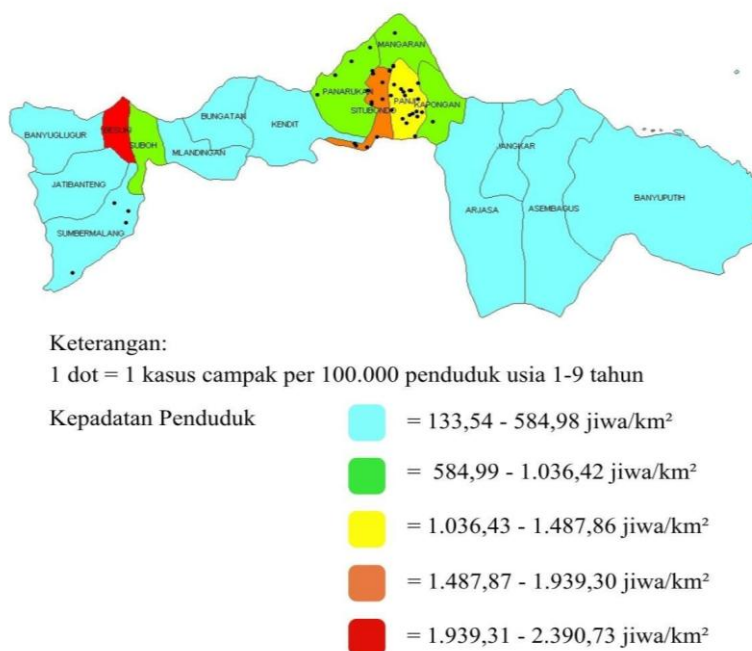 MANGARAN
PANARUKAN
PANJI
KAPONGAN
SITUBONDO
BUNGATAN
KENDIT
BANYUGLUGUR
BESUKI
SUBOH
MLANDINGAN
JATIBANTENG
SUMBERMALANG
JANGKAR
ARJASA
ASEMBAGUS
BANYUPUTIH
Keterangan:
1 dot = 1 kasus campak per 100.000 penduduk usia 1-9 tahun
Kepadatan Penduduk
= 133,54 - 584,98 jiwa/km²
= 584,99 - 1.036,42 jiwa/km²
= 1.036,43 - 1.487,86 jiwa/km²
= 1.487,87 - 1.939,30 jiwa/km²
= 1.939,31 - 2.390,73 jiwa/km²